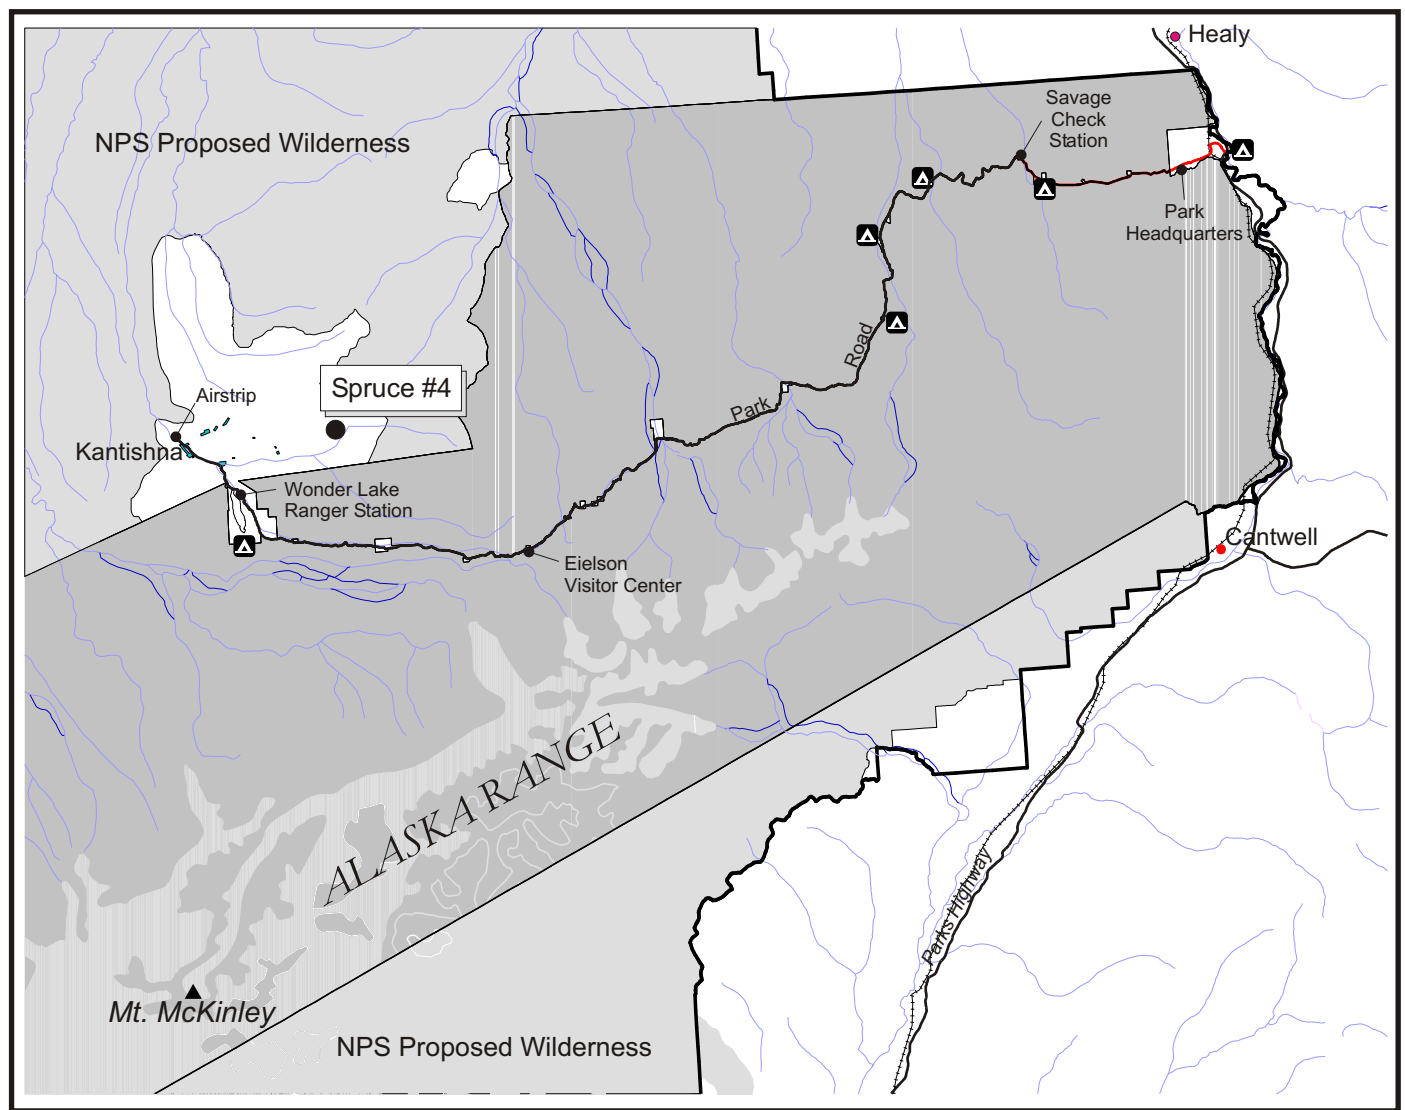 Healy
Savage
Check
Station
NPS Proposed Wilderness
Park
Headquarters
Road
Spruce #4
Airstrip
Park
Kantishna
Wonder Lake
Ranger Station
Eielson
Visitor Center
Cantwell
ALASKA RANGE
Parks Highway
Mt. McKinley
NPS Proposed Wilderness